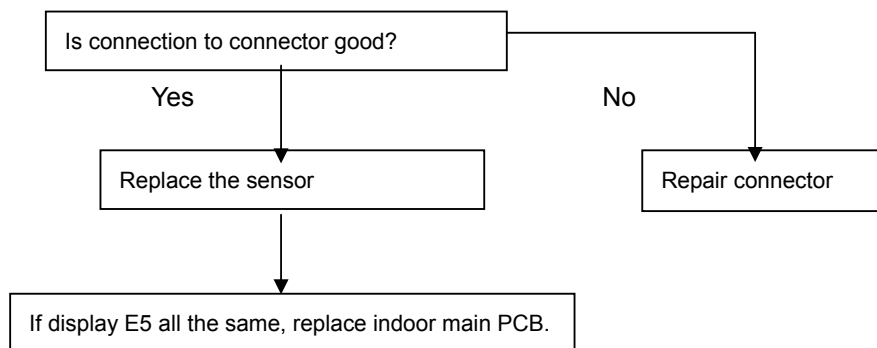 Is connection to connector good?
Yes
No
Replace the sensor
Repair connector
If display E5 all the same, replace indoor main PCB.